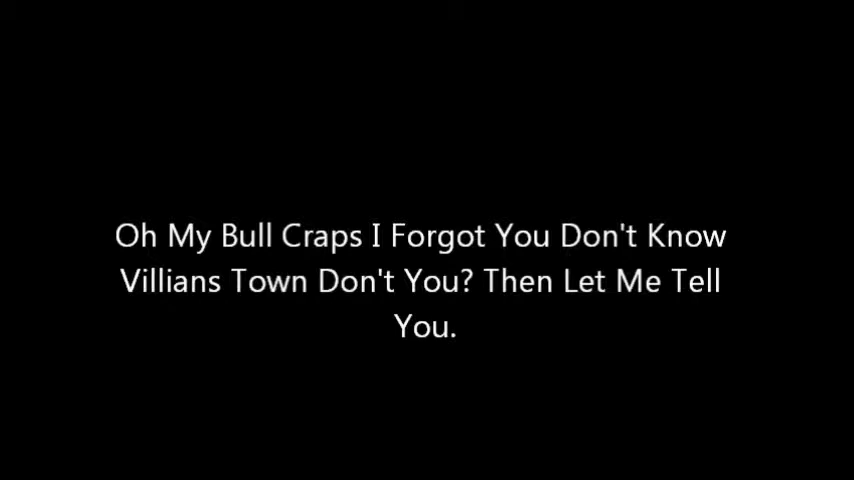 Oh My Bull Craps I Forgot You Don't Know
Villians Town Don't You? Then Let Me Tell
You.